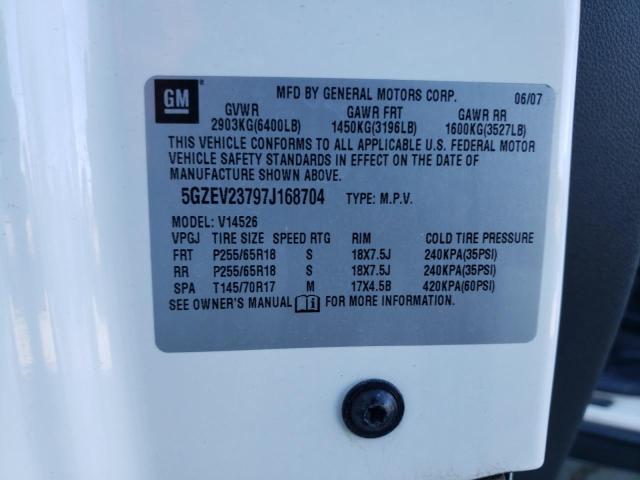 GM MFD BY GENERAL MOTORS CORP. 06/07
GVWR GAWR FRT GAWR RR
2903KG(6400LB) 1450KG(3196LB) 1600KG(3527LB)
THIS VEHICLE CONFORMS TO ALL APPLICABLE U.S. FEDERAL MOTOR
VEHICLE SAFETY STANDARDS IN EFFECT ON THE DATE OF
MANUFACTURE SHOWN ABOVE.
5GZEV23797J168704 TYPE: M.P.V.
MODEL: V14526
VPGJ TIRE SIZE SPEED RTG RIM COLD TIRE PRESSURE
FRT P255/65R18 S 18X7.5J 240KPA(35PSI)
RR P255/65R18 S 18X7.5J 240KPA(35PSI)
SPA T145/70R17 M 17X4.5B 420KPA(60PSI)
SEE OWNER'S MANUAL FOR MORE INFORMATION.